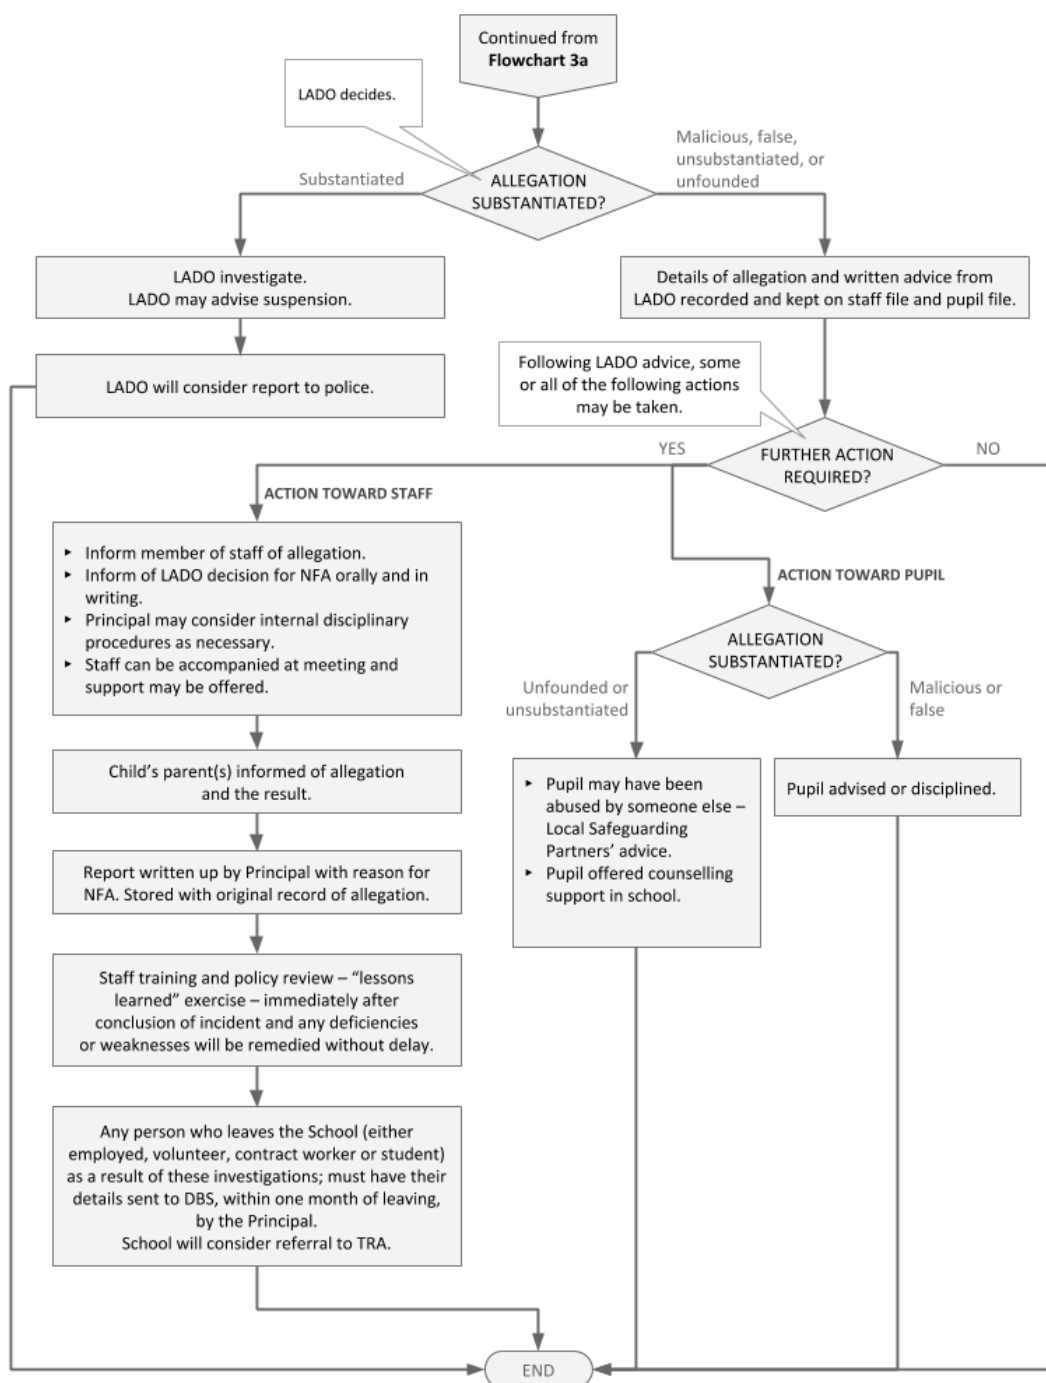 Continued from
Flowchart 3a
LADO decides.
ALLEGATION
SUBSTANTIATED?
Substantiated
Malicious, false,
unsubstantiated, or
unfounded
LADO investigate.
LADO may advise suspension.
Details of allegation and written advice from
LADO recorded and kept on staff file and pupil file.
LADO will consider report to police.
Following LADO advice, some
or all of the following actions
may be taken.
FURTHER ACTION
REQUIRED?
YES
NO
ACTION TOWARD STAFF
‣ Inform member of staff of allegation.
‣ Inform of LADO decision for NFA orally and in
writing.
‣ Principal may consider internal disciplinary
procedures as necessary.
‣ Staff can be accompanied at meeting and
support may be offered.
Child's parent(s) informed of allegation
and the result.
Report written up by Principal with reason for
NFA. Stored with original record of allegation.
Staff training and policy review – “lessons
learned” exercise – immediately after
conclusion of incident and any deficiencies
or weaknesses will be remedied without delay.
Any person who leaves the School (either
employed, volunteer, contract worker or student)
as a result of these investigations; must have their
details sent to DBS, within one month of leaving,
by the Principal.
School will consider referral to TRA.
ACTION TOWARD PUPIL
ALLEGATION
SUBSTANTIATED?
Unfounded or
unsubstantiated
Malicious or
false
‣ Pupil may have been
abused by someone else –
Local Safeguarding
Partners' advice.
‣ Pupil offered counselling
support in school.
Pupil advised or disciplined.
END